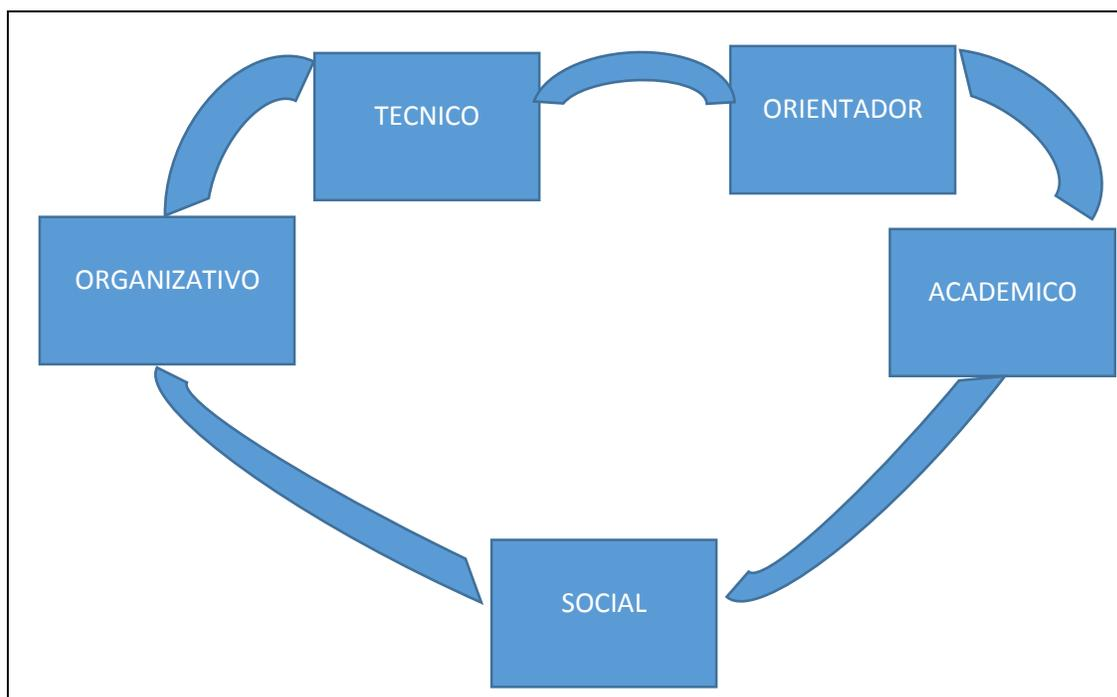 TECNICO
ORIENTADOR
ORGANIZATIVO
ACADEMICO
SOCIAL